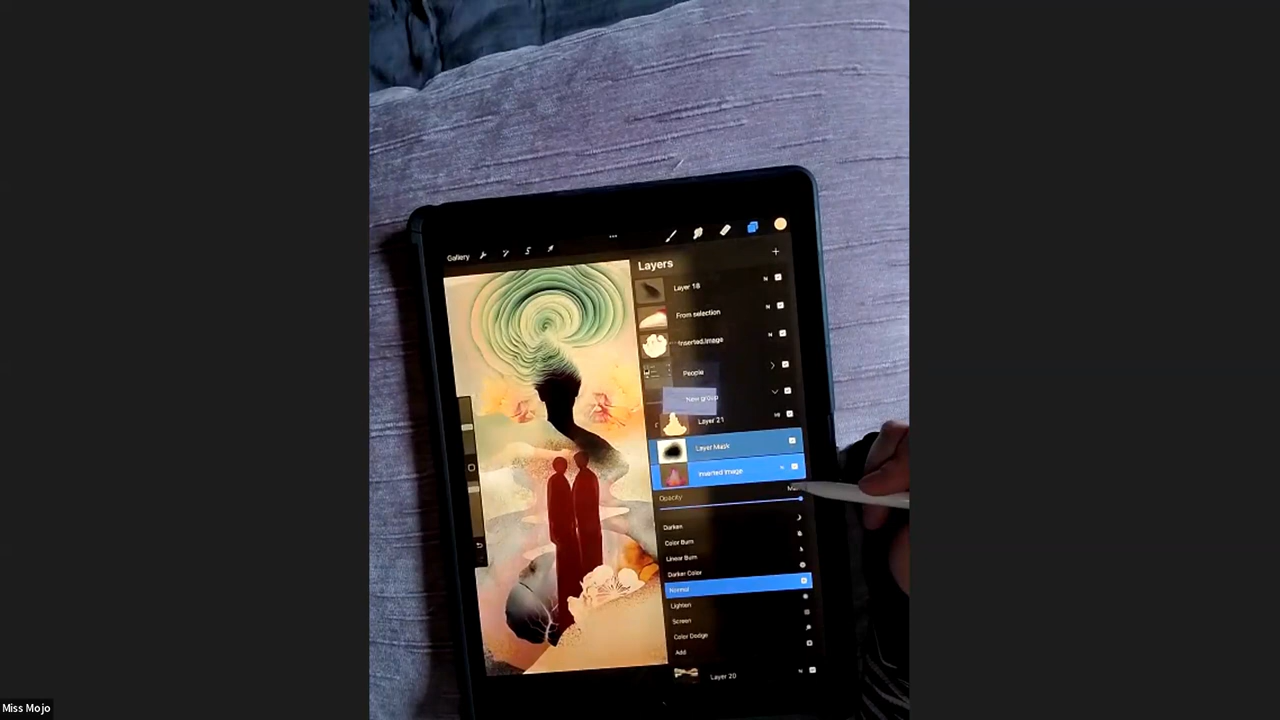 Gallery
Layers
Layer 18
N
From selection
N
Inserted Image
N
People
New group
Layer 21
Layer Mask
Inserted Image
N
Opacity
Darken
Color Burn
Linear Burn
Darker Color
Normal
Lighten
Screen
Color Dodge
Add
Layer 20
N
Miss Mojo